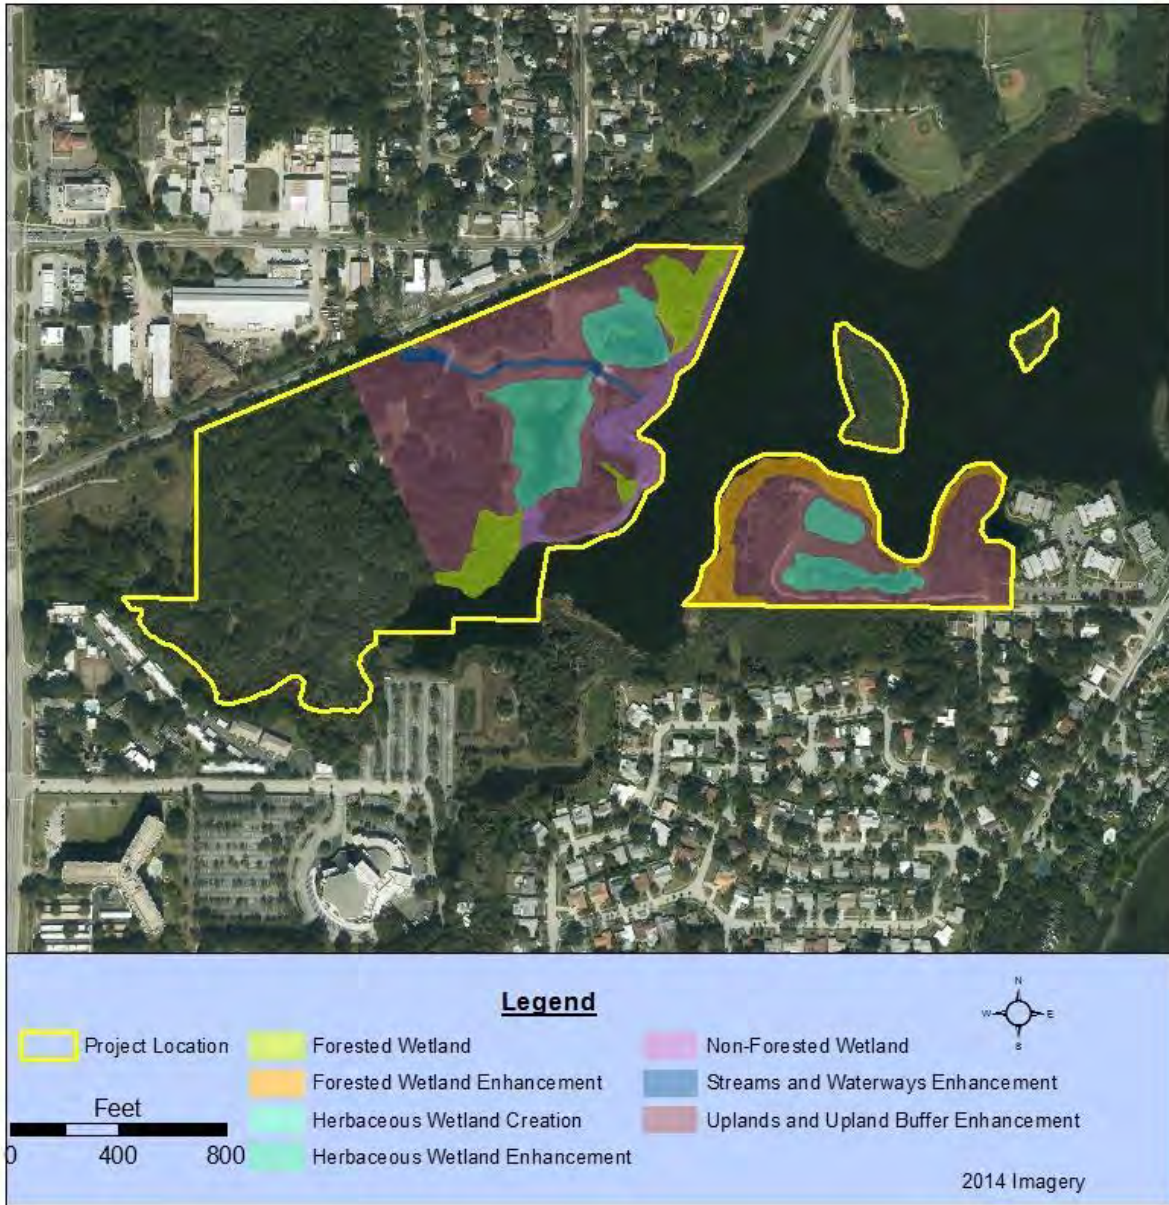 Legend
N
W E
S
Project Location
Forested Wetland
Non-Forested Wetland
Forested Wetland Enhancement
Streams and Waterways Enhancement
Feet
Herbaceous Wetland Creation
Uplands and Upland Buffer Enhancement
0 400 800
Herbaceous Wetland Enhancement
2014 Imagery